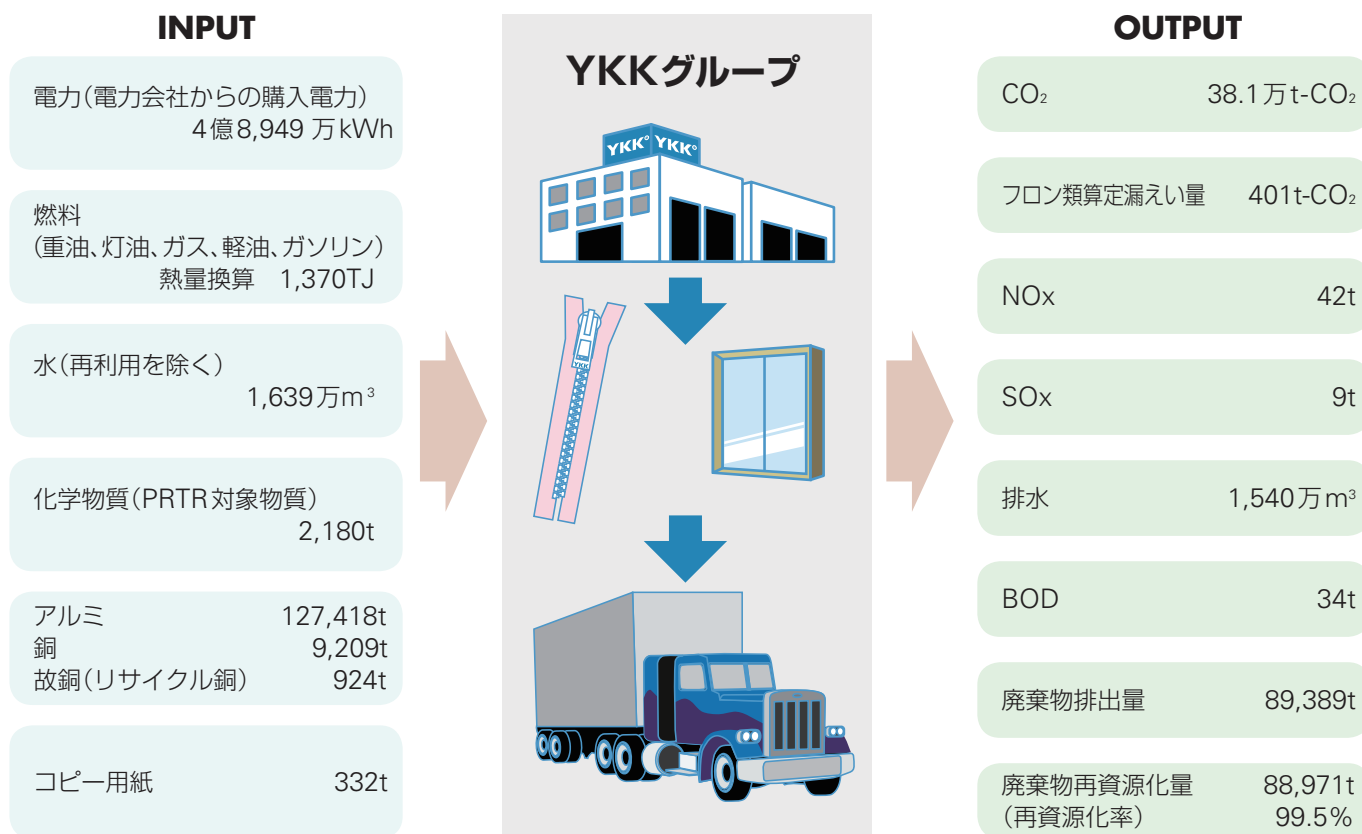 INPUT
電力(電力会社からの購入電力)
4億8,949 万kWh
燃料
(重油、灯油、ガス、軽油、ガソリン)
熱量換算 1,370TJ
水(再利用を除く)
1,639万m³
化学物質(PRTR対象物質)
2,180t
アルミ 127,418t
銅 9,209t
故銅(リサイクル銅) 924t
コピー用紙 332t
YKKグループ
YKK° YKK°
YKK
OUTPUT
CO₂ 38.1万t-CO₂
フロン類算定漏えい量 401t-CO₂
NOx 42t
SOx 9t
排水 1,540万m³
BOD 34t
廃棄物排出量 89,389t
廃棄物再資源化量 88,971t
(再資源化率) 99.5%